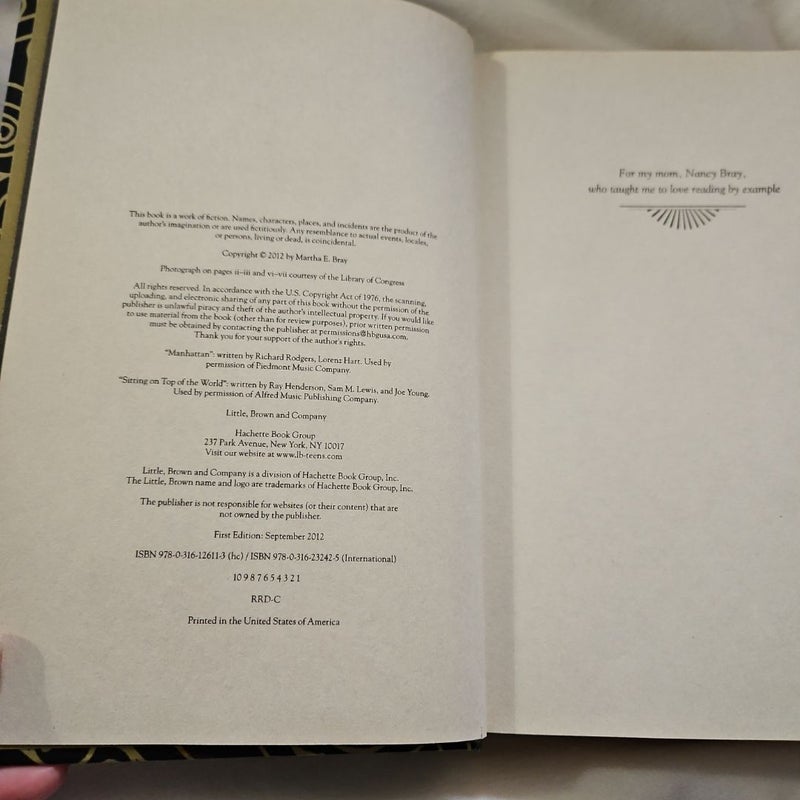 This book is a work of fiction. Names, characters, places, and incidents are the product of the
author's imagination or are used fictitiously. Any resemblance to actual events, locales,
or persons, living or dead, is coincidental.
Copyright © 2012 by Martha E. Bray
Photograph on pages ii–iii and vi–vii courtesy of the Library of Congress
All rights reserved. In accordance with the U.S. Copyright Act of 1976, the scanning,
uploading, and electronic sharing of any part of this book without the permission of the
publisher is unlawful piracy and theft of the author's intellectual property. If you would like
to use material from the book (other than for review purposes), prior written permission
must be obtained by contacting the publisher at permissions@hbgusa.com.
Thank you for your support of the author's rights.
"Manhattan": written by Richard Rodgers, Lorenz Hart. Used by
permission of Piedmont Music Company.
"Sitting on Top of the World": written by Ray Henderson, Sam M. Lewis, and Joe Young.
Used by permission of Alfred Music Publishing Company.
Little, Brown and Company
Hachette Book Group
237 Park Avenue, New York, NY 10017
Visit our website at www.lb-teens.com
Little, Brown and Company is a division of Hachette Book Group, Inc.
The Little, Brown name and logo are trademarks of Hachette Book Group, Inc.
The publisher is not responsible for websites (or their content) that are
not owned by the publisher.
First Edition: September 2012
ISBN 978-0-316-12611-3 (hc) / ISBN 978-0-316-23242-5 (International)
10 9 8 7 6 5 4 3 2 1
RRD-C
Printed in the United States of America
For my mom, Nancy Bray,
who taught me to love reading by example